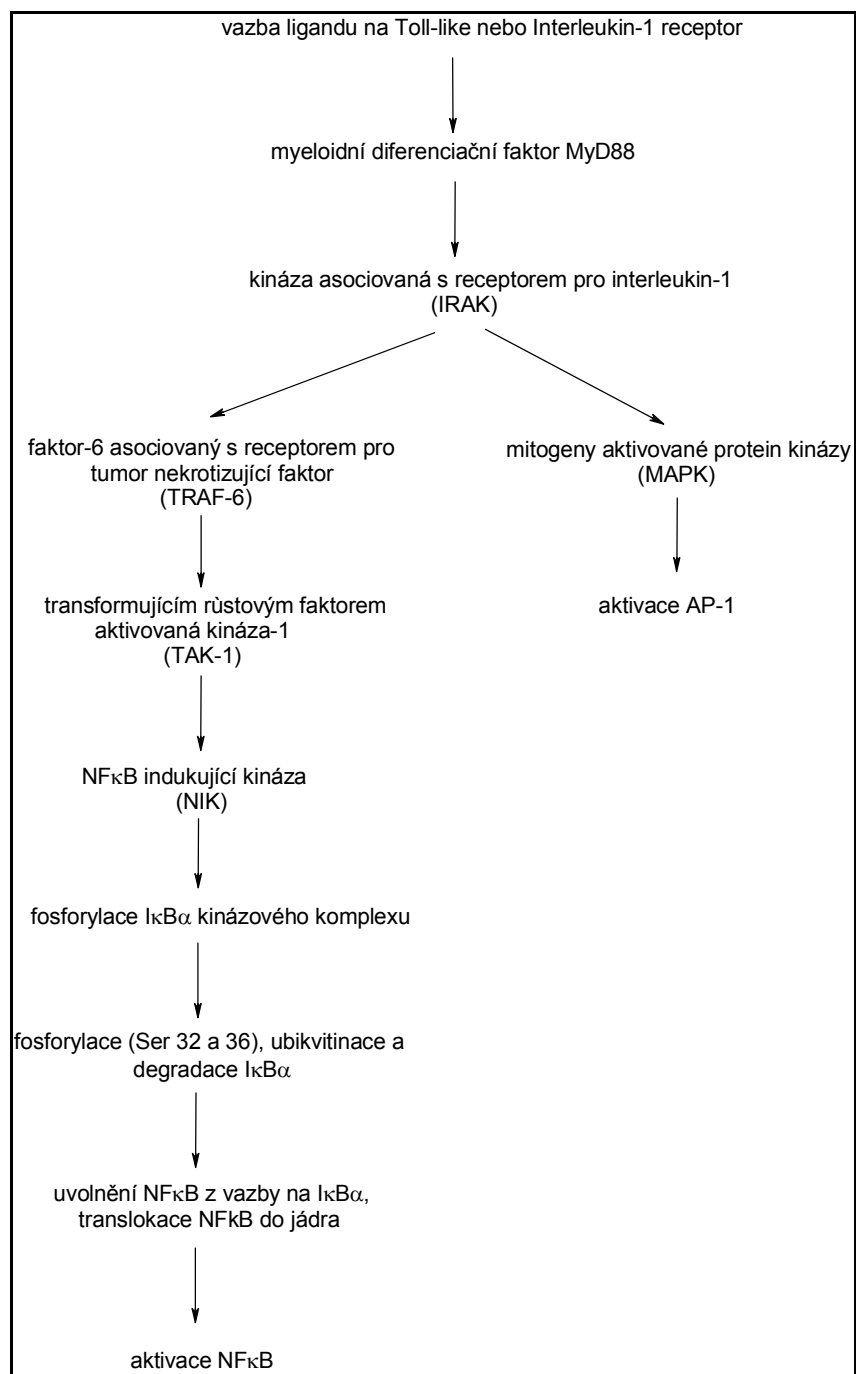 vazba ligandu na Toll-like nebo Interleukin-1 receptor
myeloidní diferenciační faktor MyD88
kináza asociovaná s receptorem pro interleukin-1
(IRAK)
faktor-6 asociovaný s receptorem pro
tumor nekrotizující faktor
(TRAF-6)
mitogeny aktivované protein kinázy
(MAPK)
transformujícím rùstovým faktorem
aktivovaná kináza-1
(TAK-1)
aktivace AP-1
NFκB indukující kináza
(NIK)
fosforylace IκBα kinázového komplexu
fosforylace (Ser 32 a 36), ubikvitinace a
degradace IκBα
uvolnění NFκB z vazby na IκBα,
translokace NFkB do jádra
aktivace NFκB